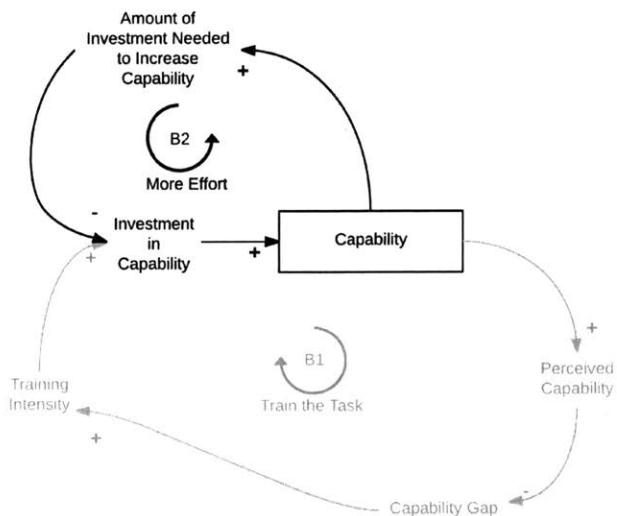 Amount of
Investment Needed
to Increase
Capability
+
B2
More Effort
-
Investment
in
Capability
+
Capability
+
+
B1
Train the Task
Perceived
Capability
Training
Intensity
+
-
Capability Gap